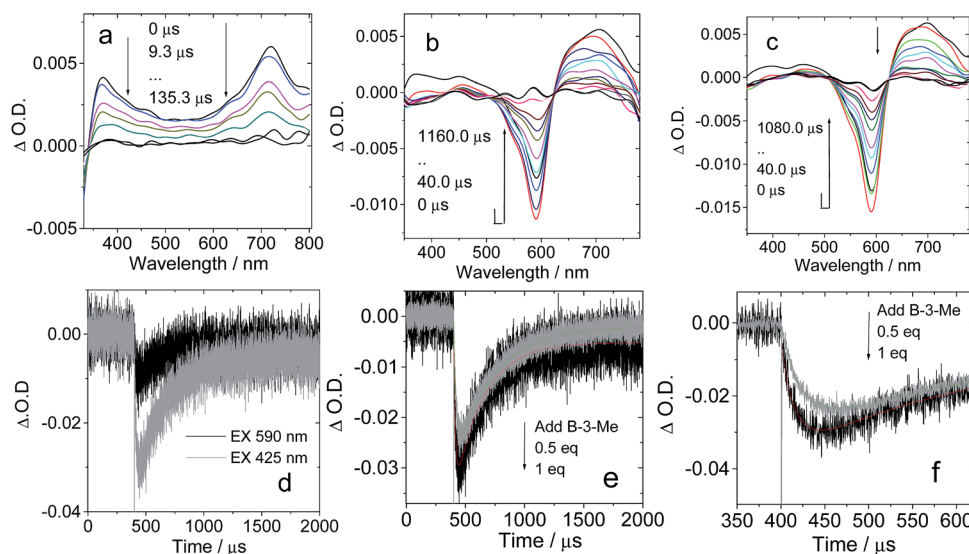 a
0 µs
9.3 µs
...
135.3 µs
0.005
0.000
-0.005
Δ O.D.
400 500 600 700 800
Wavelength / nm
b
1160.0 µs
..
40.0 µs
0 µs
0.005
0.000
-0.005
-0.010
Δ O.D.
400 500 600 700
Wavelength / nm
c
1080.0 µs
..
40.0 µs
0 µs
0.005
0.000
-0.005
-0.010
-0.015
Δ O.D.
400 500 600 700
Wavelength / nm
0.00
-0.02
-0.04
Δ.O.D
EX 590 nm
EX 425 nm
d
0 500 1000 1500 2000
Time / µs
0.00
-0.01
-0.02
-0.03
Δ O.D.
Add B-3-Me
0.5 eq
1 eq
e
0 500 1000 1500 2000
Time / µs
0.00
-0.02
-0.04
Δ O.D.
Add B-3-Me
0.5 eq
1 eq
f
350 400 450 500 550 600
Time / µs